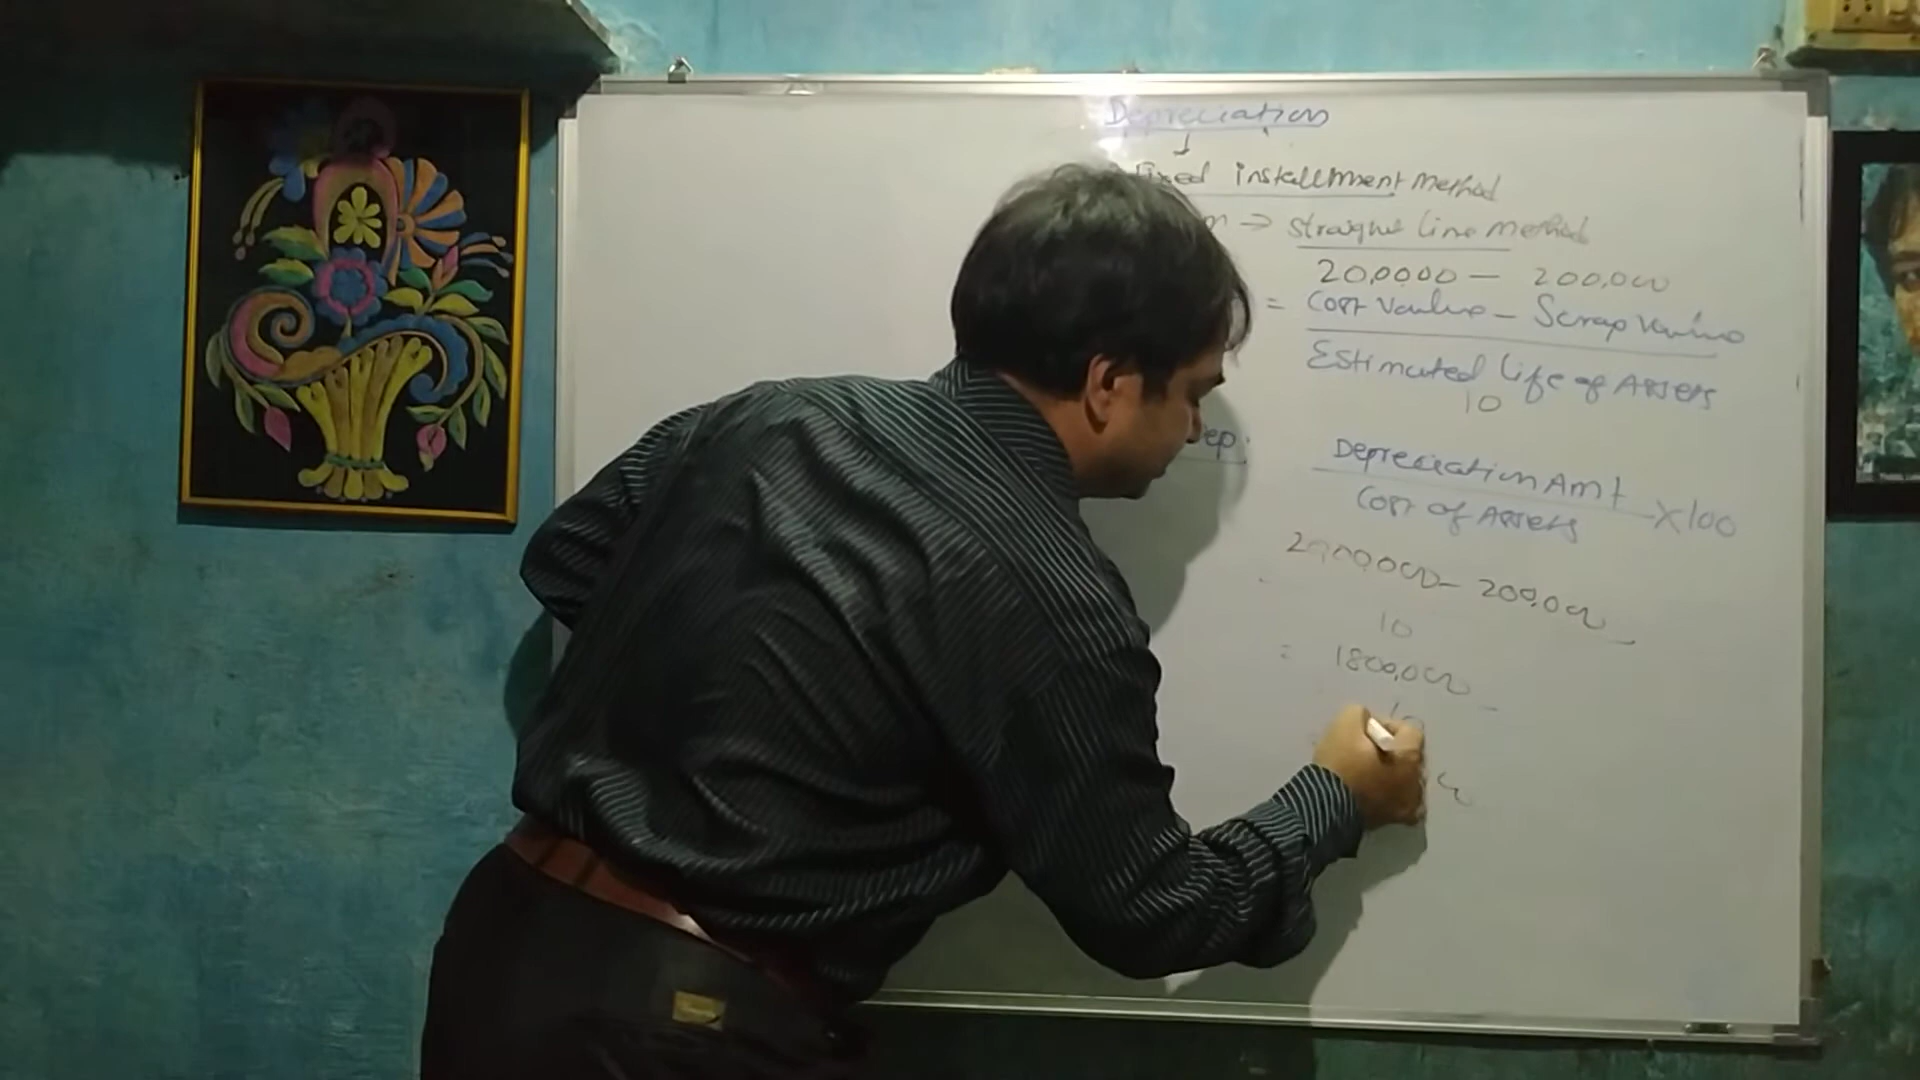 Depreciation
Fixed installment Method
→ Straight line Method
20,0000 — 200,000
= Cost Value - Scrap Value
Estimated life of Assets
10
Dep.
Depreciation Amt
X100
Cost of Assets
20,00,000 - 200,000
10
= 1800,000
10